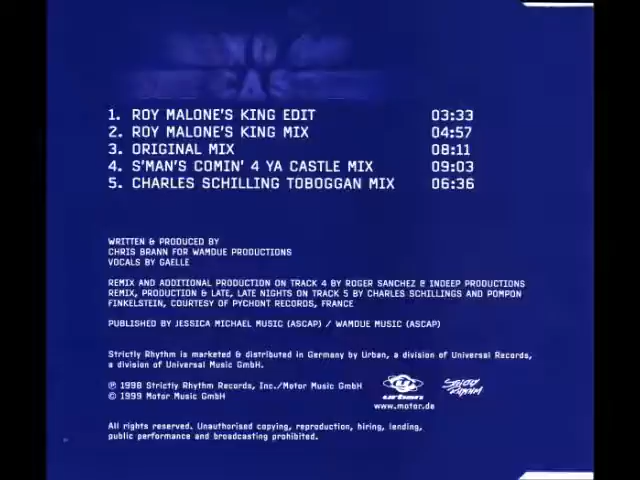 KING OF
MY CASTLE
1. ROY MALONE'S KING EDIT 03:33
2. ROY MALONE'S KING MIX 04:57
3. ORIGINAL MIX 08:11
4. S'MAN'S COMIN' 4 YA CASTLE MIX 09:03
5. CHARLES SCHILLING TOBOGGAN MIX 06:36
WRITTEN & PRODUCED BY
CHRIS BRANN FOR WAMDUE PRODUCTIONS
VOCALS BY GAELLE
REMIX AND ADDITIONAL PRODUCTION ON TRACK 4 BY ROGER SANCHEZ @ INDEEP PRODUCTIONS
REMIX, PRODUCTION & LATE, LATE NIGHTS ON TRACK 5 BY CHARLES SCHILLINGS AND POMPON
FINKELSTEIN, COURTESY OF PYCHONT RECORDS, FRANCE
PUBLISHED BY JESSICA MICHAEL MUSIC (ASCAP) / WAMDUE MUSIC (ASCAP)
Strictly Rhythm is marketed & distributed in Germany by Urban, a division of Universal Records,
a division of Universal Music GmbH.
℗ 1998 Strictly Rhythm Records, Inc./Motor Music GmbH
© 1999 Motor Music GmbH
urban
www.motor.de
All rights reserved. Unauthorised copying, reproduction, hiring, lending,
public performance and broadcasting prohibited.